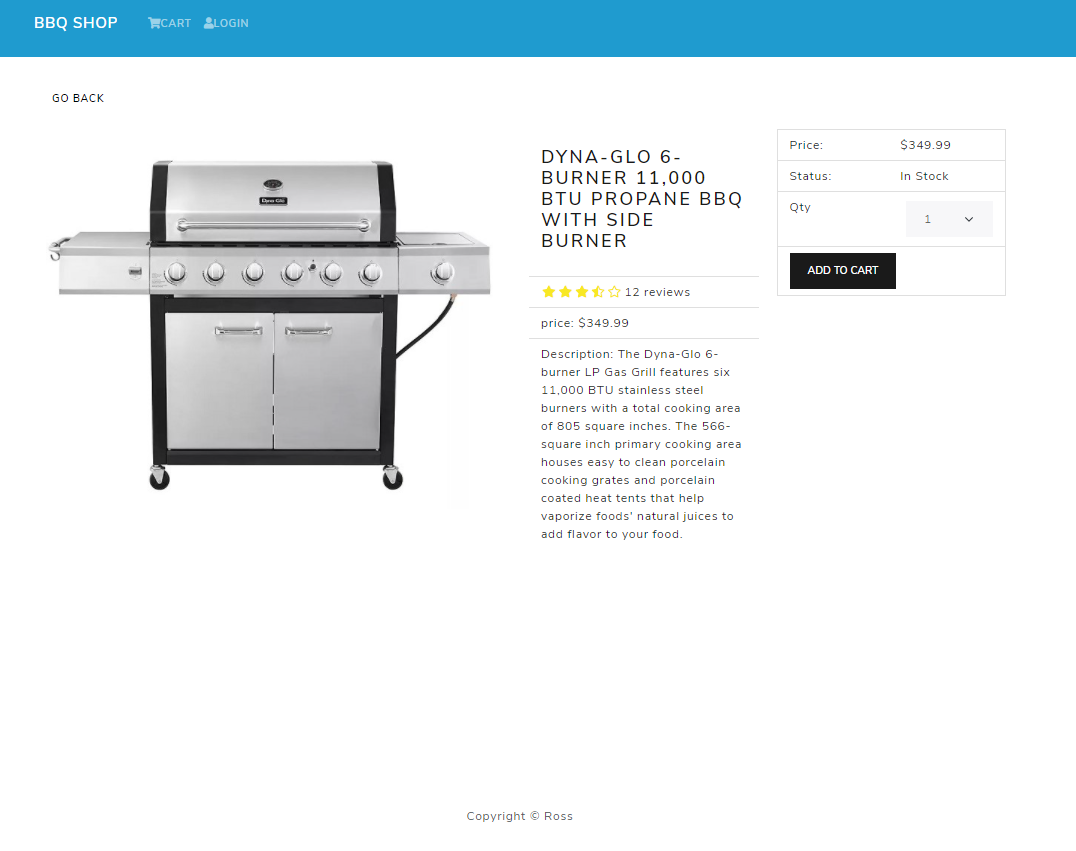 BBQ SHOP
CART
LOGIN
GO BACK
Dyna-Glo
DYNA-GLO 6-
BURNER 11,000
BTU PROPANE BBQ
WITH SIDE
BURNER
12 reviews
price: $349.99
Description: The Dyna-Glo 6-
burner LP Gas Grill features six
11,000 BTU stainless steel
burners with a total cooking area
of 805 square inches. The 566-
square inch primary cooking area
houses easy to clean porcelain
cooking grates and porcelain
coated heat tents that help
vaporize foods' natural juices to
add flavor to your food.
Price: $349.99
Status: In Stock
Qty 1
ADD TO CART
Copyright © Ross